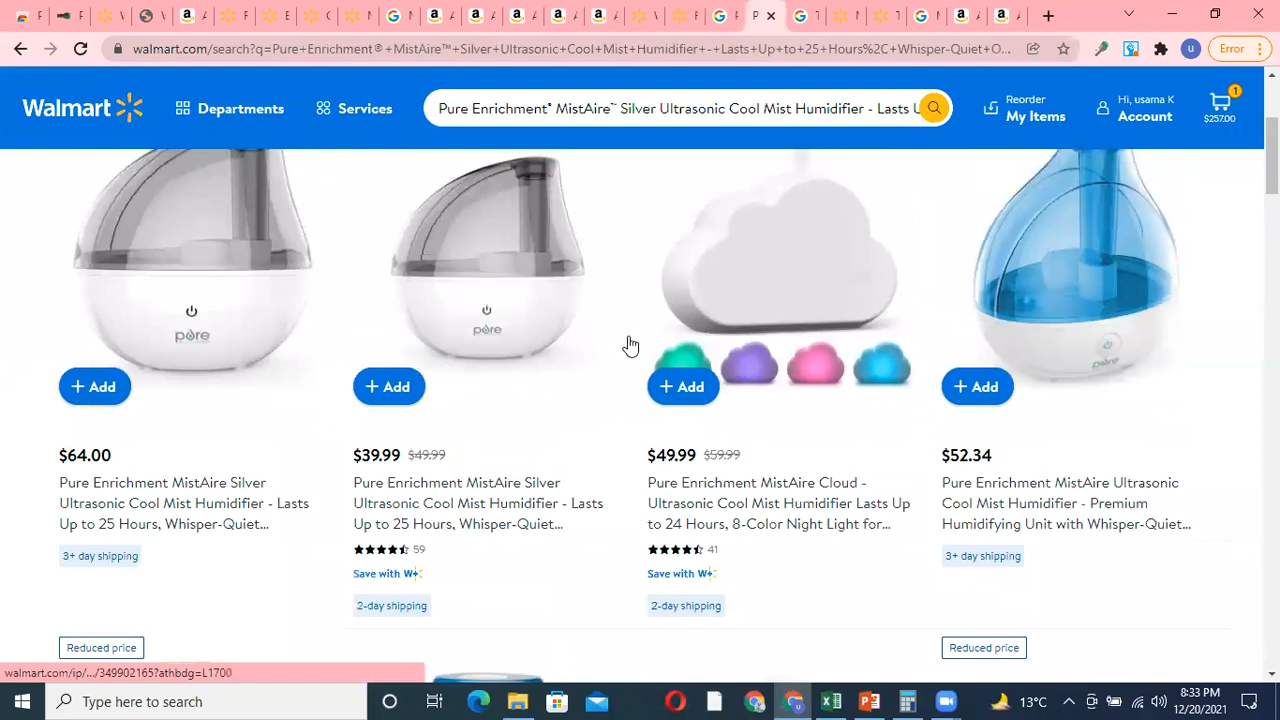 walmart.com/search?q=Pure+Enrichment®+MistAire™+Silver+Ultrasonic+Cool+Mist+Humidifier+-+Lasts+Up+to+25+Hours%2C+Whisper-Quiet+O...
u
Error
Walmart
Departments
Services
Pure Enrichment® MistAire™ Silver Ultrasonic Cool Mist Humidifier - Lasts U
Reorder
My Items
Hi, usama K
Account
1
$257.00
pure
pure
pure
+ Add
+ Add
+ Add
+ Add
$64.00
$39.99 $49.99
$49.99 $59.99
$52.34
Pure Enrichment MistAire Silver
Ultrasonic Cool Mist Humidifier - Lasts
Up to 25 Hours, Whisper-Quiet...
Pure Enrichment MistAire Silver
Ultrasonic Cool Mist Humidifier - Lasts
Up to 25 Hours, Whisper-Quiet...
Pure Enrichment MistAire Cloud -
Ultrasonic Cool Mist Humidifier Lasts Up
to 24 Hours, 8-Color Night Light for...
Pure Enrichment MistAire Ultrasonic
Cool Mist Humidifier - Premium
Humidifying Unit with Whisper-Quiet...
3+ day shipping
59
Save with W+
2-day shipping
41
Save with W+
2-day shipping
3+ day shipping
Reduced price
Reduced price
walmart.com/ip/.../349902165?athbdg=L1700
Type here to search
13°C
8:33 PM
12/20/2021